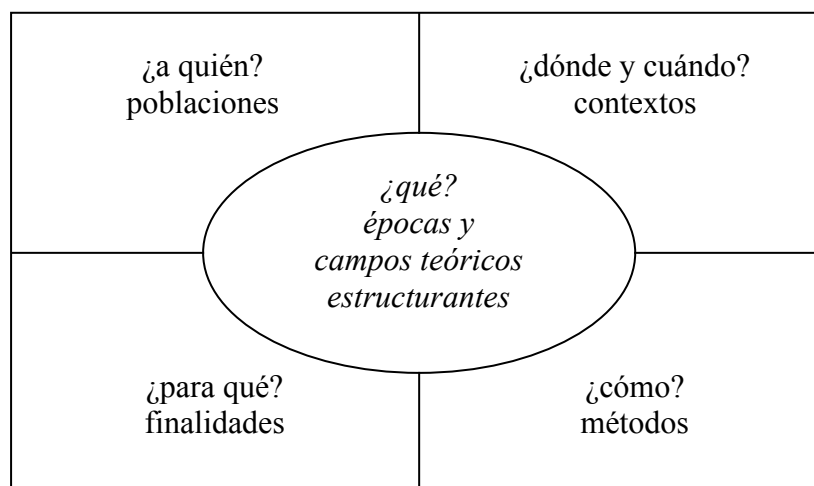 ¿a quién?
poblaciones
¿dónde y cuándo?
contextos
¿qué?
épocas y
campos teóricos
estructurantes
¿para qué?
finalidades
¿cómo?
métodos